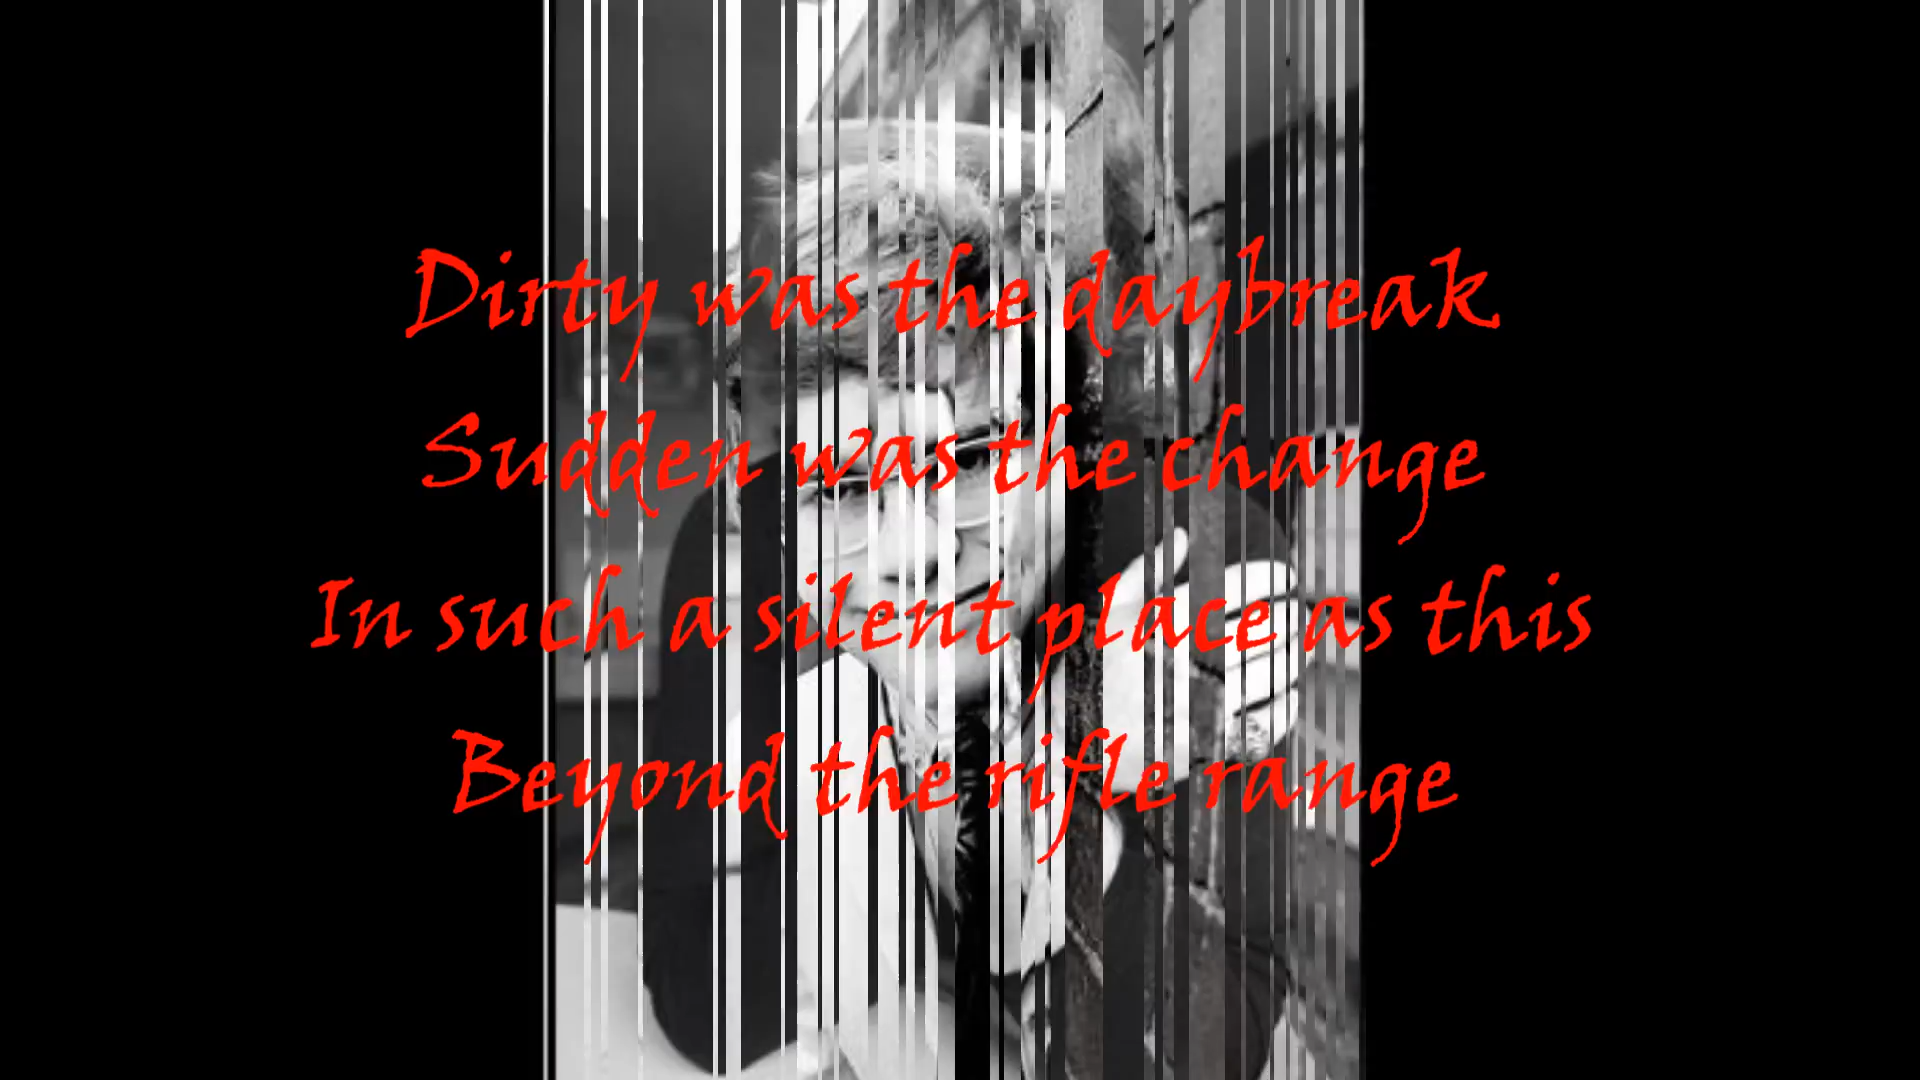 Dirty was the daybreak
Sudden was the change
In such a silent place as this
Beyond the rifle range